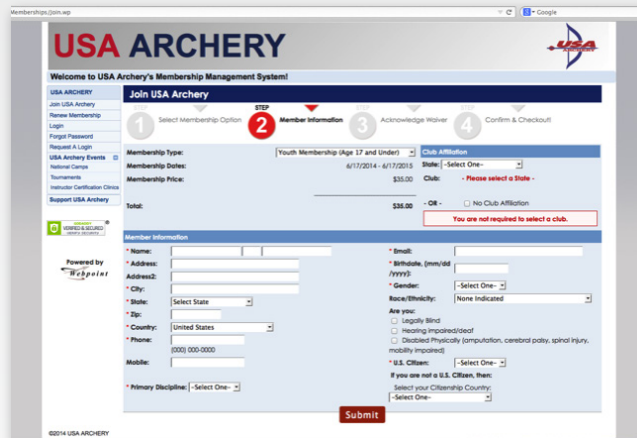 Memberships/join.wp
Google
USA ARCHERY
USA
Welcome to USA Archery's Membership Management System!
USA ARCHERY
Join USA Archery
Renew Membership
Login
Forgot Password
Request A Login
USA Archery Events
National Camps
Tournaments
Instructor Certification Clinics
Support USA Archery
VERIFIED & SECURED
Powered by
Webpoint
Join USA Archery
STEP 1 Select Membership Option
STEP 2 Member Information
STEP 3 Acknowledge Waiver
STEP 4 Confirm & Checkout!
Membership Type: Youth Membership (Age 17 and Under)
Membership Dates: 6/17/2014 - 6/17/2015
Membership Price: $35.00
Total: $35.00
Club Affiliation
State: -Select One-
Club: - Please select a State -
- OR - No Club Affiliation
You are not required to select a club.
Member Information
* Name:
* Address:
Address2:
* City:
* State: Select State
* Zip:
* Country: United States
* Phone:
(000) 000-0000
Mobile:
* Primary Discipline: -Select One-
* Email:
* Birthdate, (mm/dd
/yyyy):
* Gender: -Select One-
Race/Ethnicity: None Indicated
Are you:
Legally Blind
Hearing impaired/deaf
Disabled Physically (amputation, cerebral palsy, spinal injury,
mobility impaired)
* U.S. Citizen: -Select One-
If you are not a U.S. Citizen, then:
Select your Citizenship Country:
-Select One-
Submit
©2014 USA ARCHERY